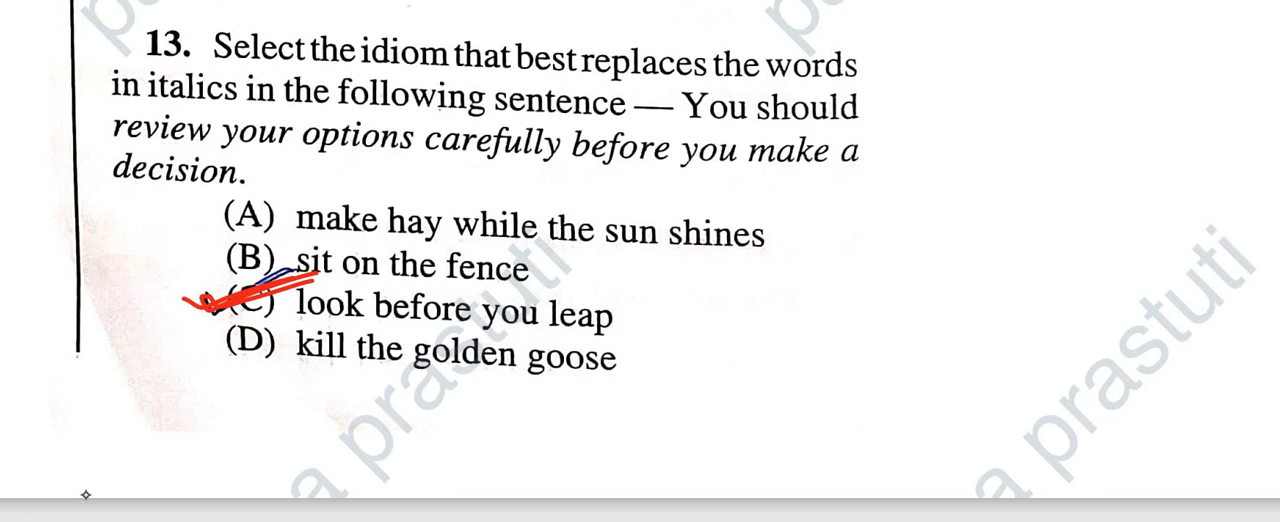 13. Select the idiom that best replaces the words
in italics in the following sentence — You should
review your options carefully before you make a
decision.
(A) make hay while the sun shines
(B) sit on the fence
(C) look before you leap
(D) kill the golden goose
a prastuti
a prastuti